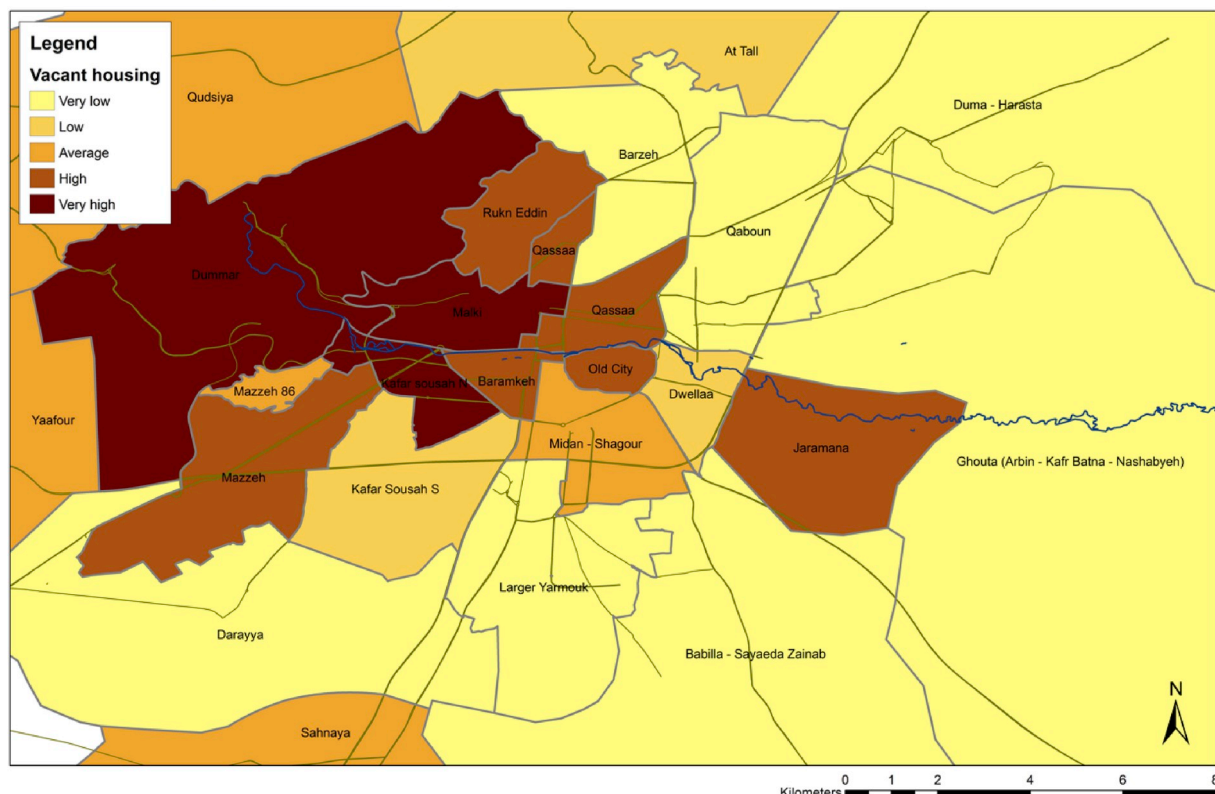 Legend
Vacant housing
Very low
Low
Average
High
Very high
At Tall
Qudsiya
Duma - Harasta
Barzeh
Rukn Eddin
Qaboun
Qassaa
Dummar
Malki
Qassaa
Old City
Kafar sousah N
Baramkeh
Mazzeh 86
Dwellaa
Yaafour
Midan - Shagour
Jaramana
Ghouta (Arbin - Kafr Batna - Nashabyeh)
Mazzeh
Kafar Sousah S
Larger Yarmouk
Darayya
Babilla - Sayaeda Zainab
N
Sahnaya
0 1 2 4 6 8
Kilometers